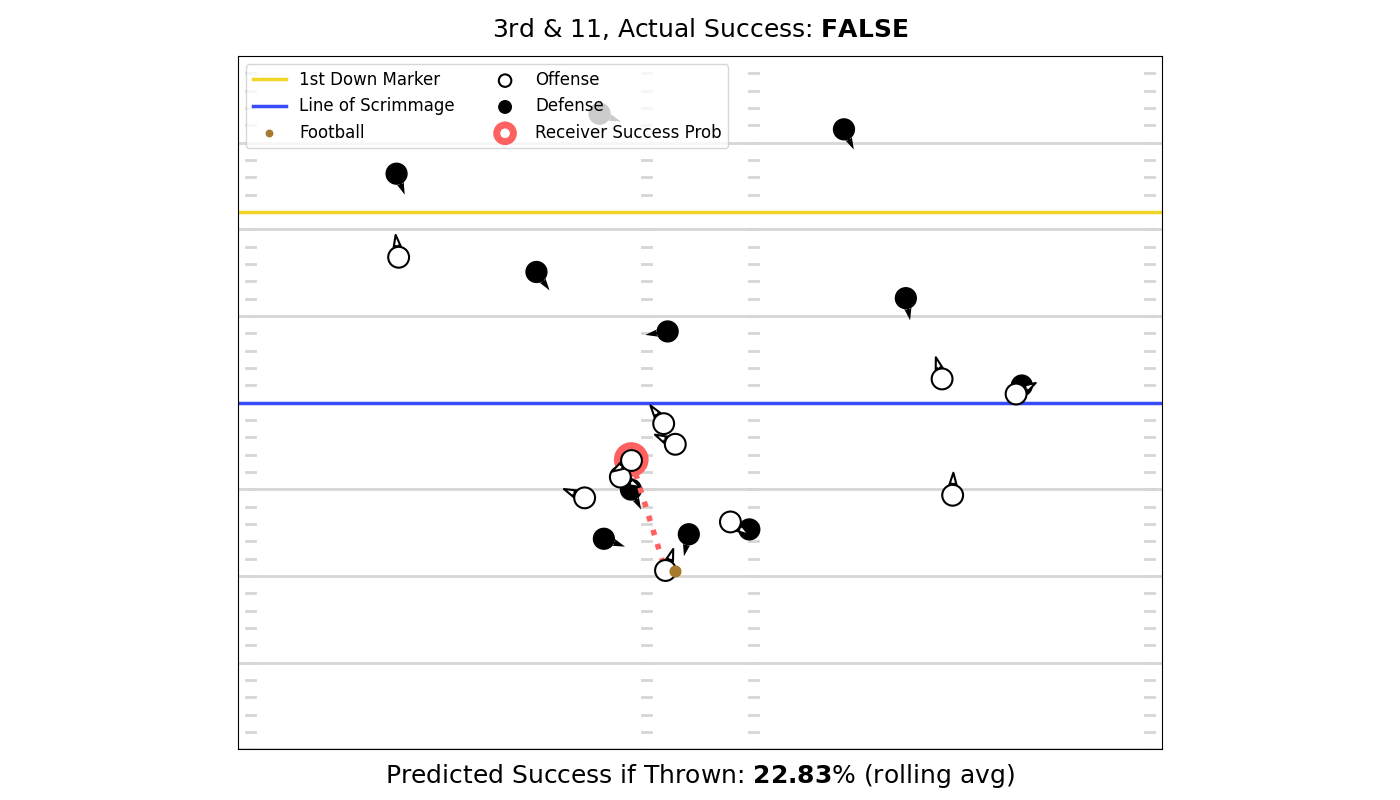 3rd & 11, Actual Success: FALSE
1st Down Marker
Line of Scrimmage
Football
Offense
Defense
Receiver Success Prob
Predicted Success if Thrown: 22.83% (rolling avg)